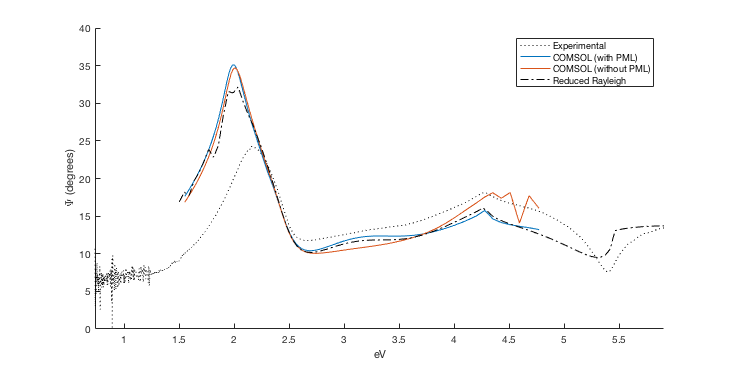 40
35
30
25
20
15
10
5
0
Ψ (degrees)
Experimental
COMSOL (with PML)
COMSOL (without PML)
Reduced Rayleigh
1 1.5 2 2.5 3 3.5 4 4.5 5 5.5
eV